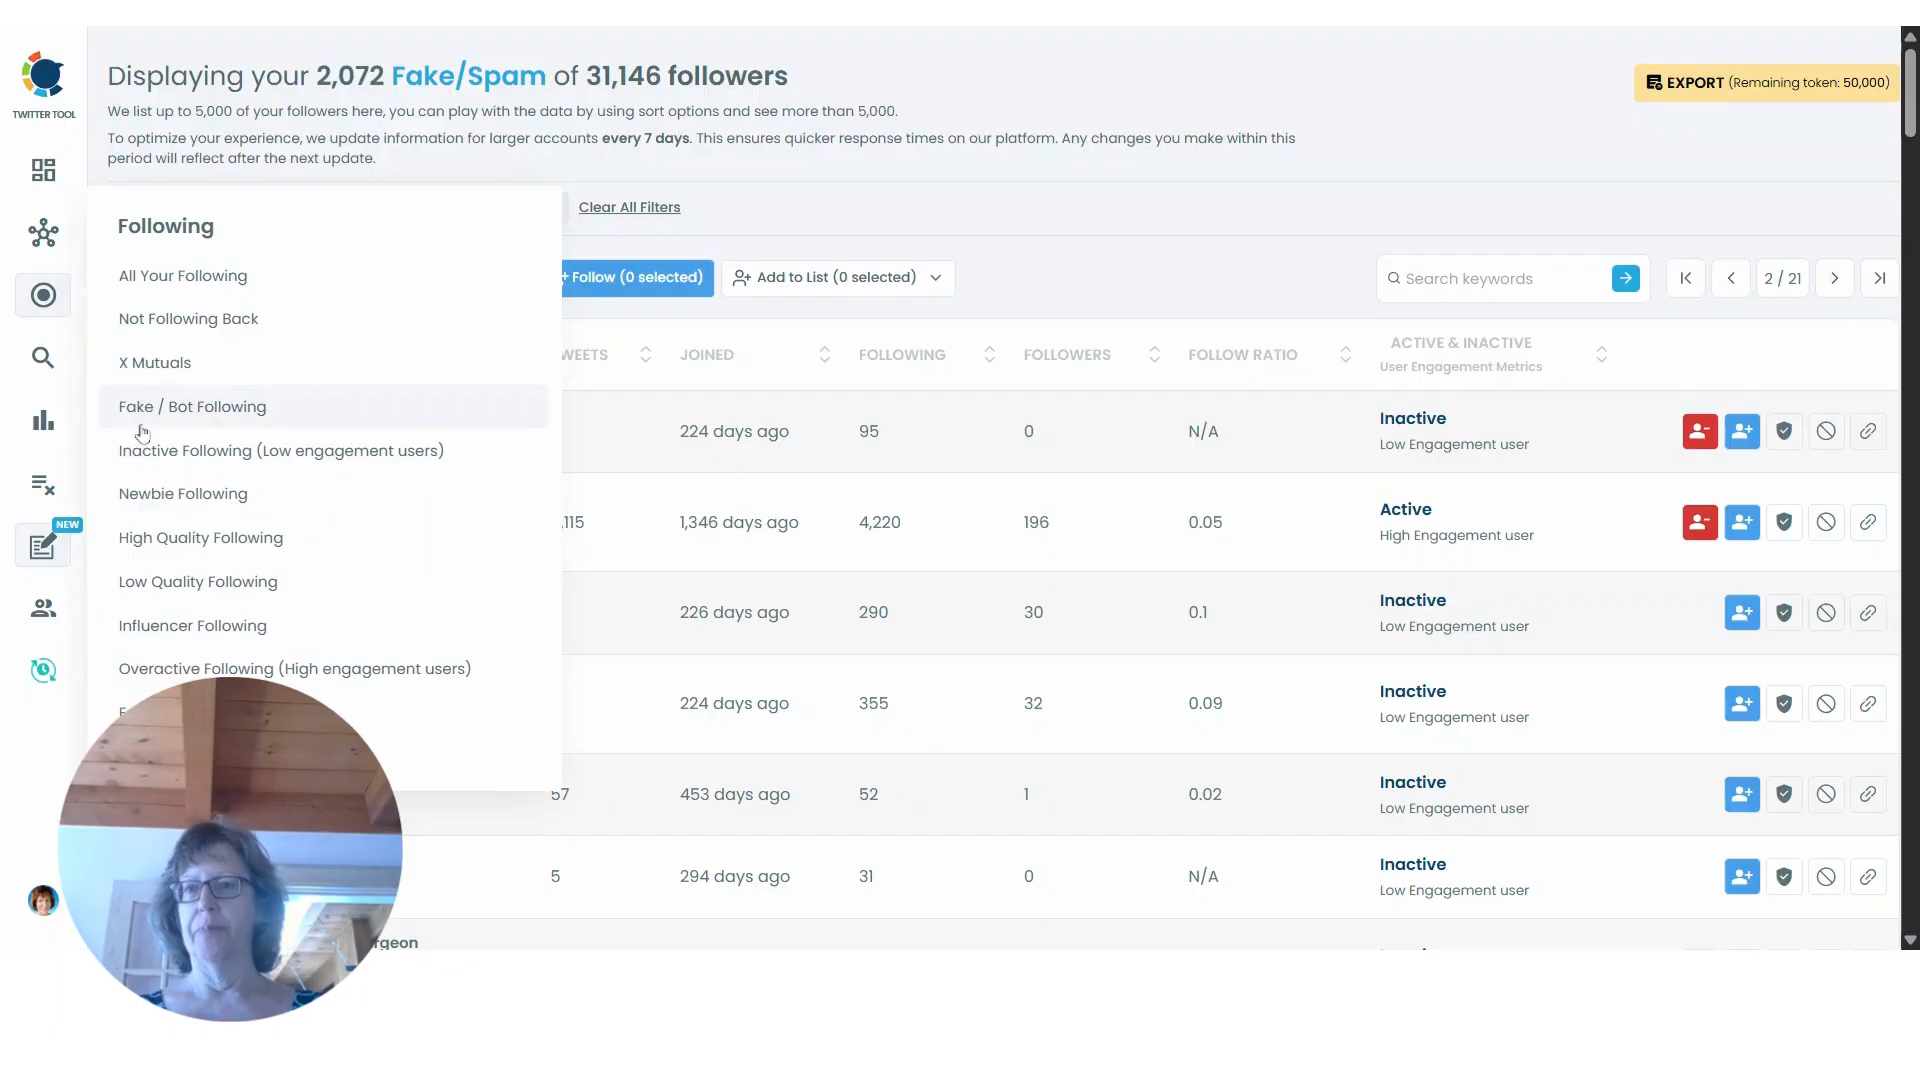 Displaying your 2,072 Fake/Spam of 31,146 followers
We list up to 5,000 of your followers here, you can play with the data by using sort options and see more than 5,000.
To optimize your experience, we update information for larger accounts every 7 days. This ensures quicker response times on our platform. Any changes you make within this
period will reflect after the next update.
EXPORT (Remaining token: 50,000)
TWITTER TOOL
NEW
Following
All Your Following
Not Following Back
X Mutuals
Fake / Bot Following
Inactive Following (Low engagement users)
Newbie Following
High Quality Following
Low Quality Following
Influencer Following
Overactive Following (High engagement users)
Clear All Filters
Follow (0 selected)
Add to List (0 selected)
Search keywords
2 / 21
WEETS JOINED FOLLOWING FOLLOWERS FOLLOW RATIO ACTIVE & INACTIVE
User Engagement Metrics
224 days ago 95 0 N/A Inactive
Low Engagement user
,115 1,346 days ago 4,220 196 0.05 Active
High Engagement user
226 days ago 290 30 0.1 Inactive
Low Engagement user
224 days ago 355 32 0.09 Inactive
Low Engagement user
57 453 days ago 52 1 0.02 Inactive
Low Engagement user
5 294 days ago 31 0 N/A Inactive
Low Engagement user
rgeon